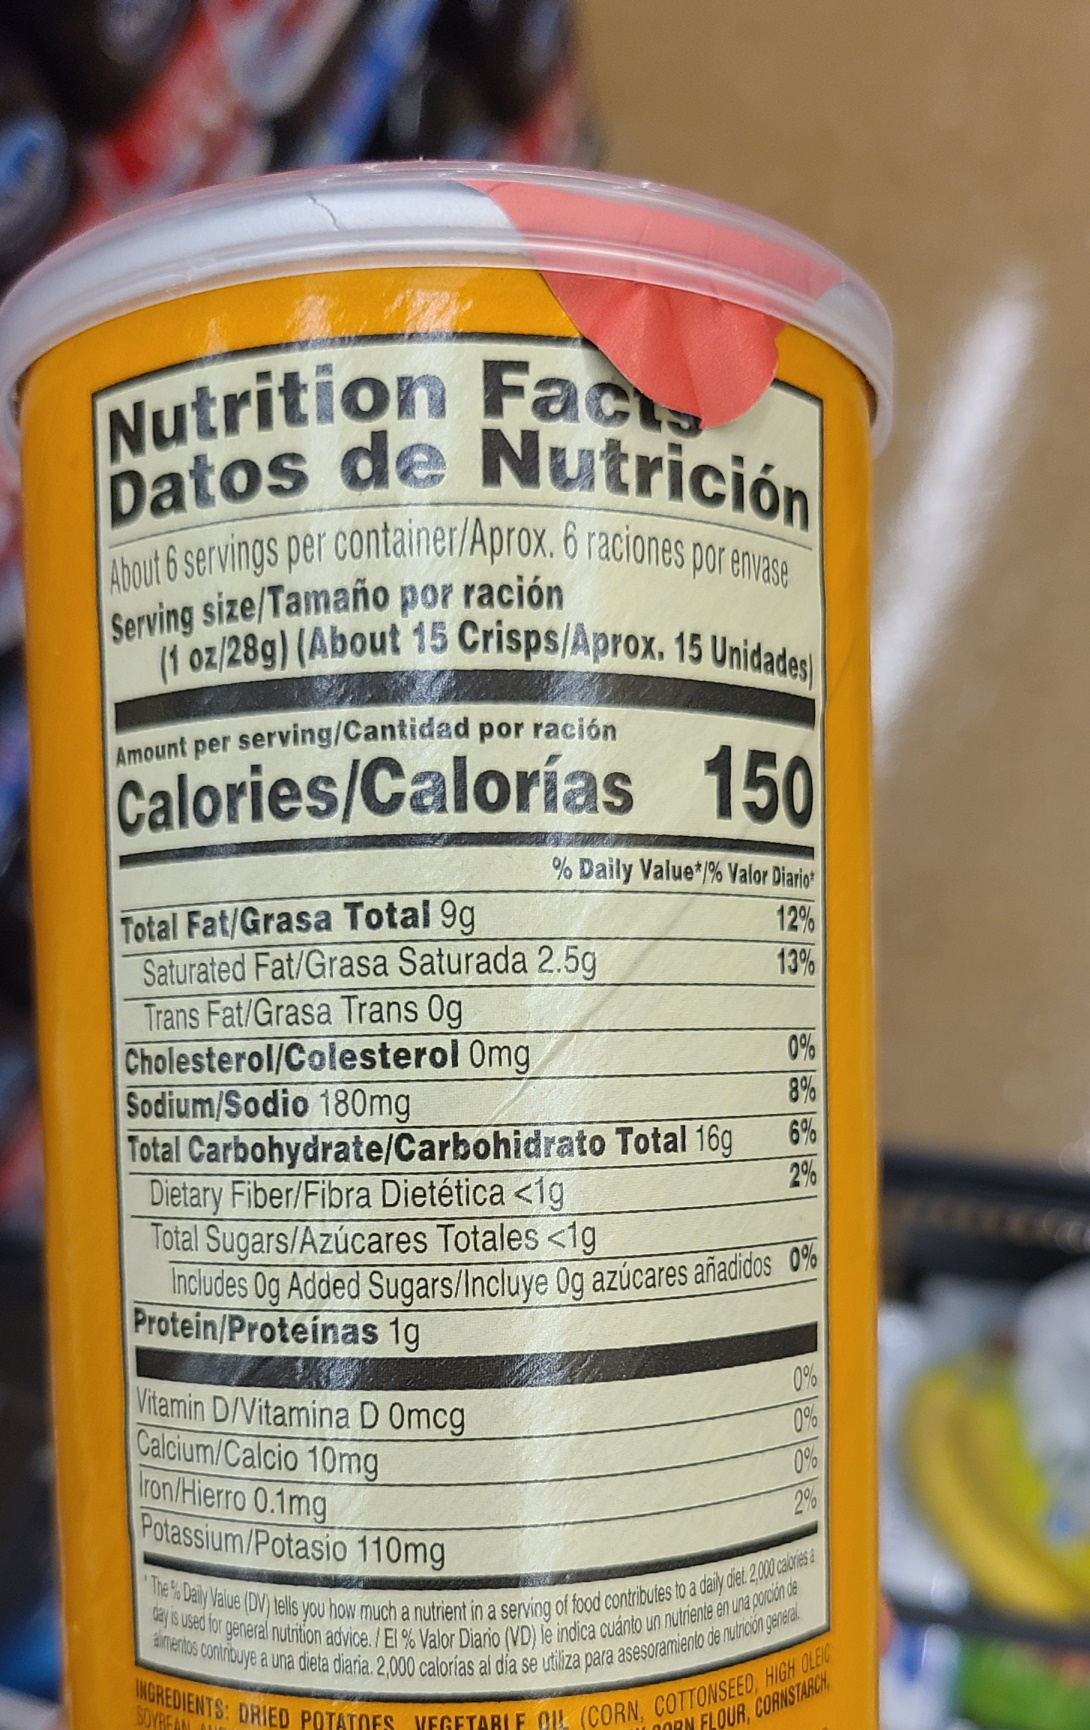 Nutrition Facts
Datos de Nutrición
About 6 servings per container/Aprox. 6 raciones por envase
Serving size/Tamaño por ración
(1 oz/28g) (About 15 Crisps/Aprox. 15 Unidades)
Amount per serving/Cantidad por ración
Calories/Calorías 150
% Daily Value*/% Valor Diario*
Total Fat/Grasa Total 9g 12%
Saturated Fat/Grasa Saturada 2.5g 13%
Trans Fat/Grasa Trans 0g
Cholesterol/Colesterol 0mg 0%
Sodium/Sodio 180mg 8%
Total Carbohydrate/Carbohidrato Total 16g 6%
Dietary Fiber/Fibra Dietética <1g 2%
Total Sugars/Azúcares Totales <1g
Includes 0g Added Sugars/Incluye 0g azúcares añadidos 0%
Protein/Proteínas 1g
Vitamin D/Vitamina D 0mcg 0%
Calcium/Calcio 10mg 0%
Iron/Hierro 0.1mg 0%
Potassium/Potasio 110mg 2%
* The % Daily Value (DV) tells you how much a nutrient in a serving of food contributes to a daily diet. 2,000 calories a
day is used for general nutrition advice. / El % Valor Diario (VD) le indica cuánto un nutriente en una porción de
alimentos contribuye a una dieta diaria. 2,000 calorías al día se utiliza para asesoramiento de nutrición general.
INGREDIENTS: DRIED POTATOES, VEGETABLE OIL (CORN, COTTONSEED, HIGH OLEIC
SOYBEAN, CORN FLOUR, CORNSTARCH,